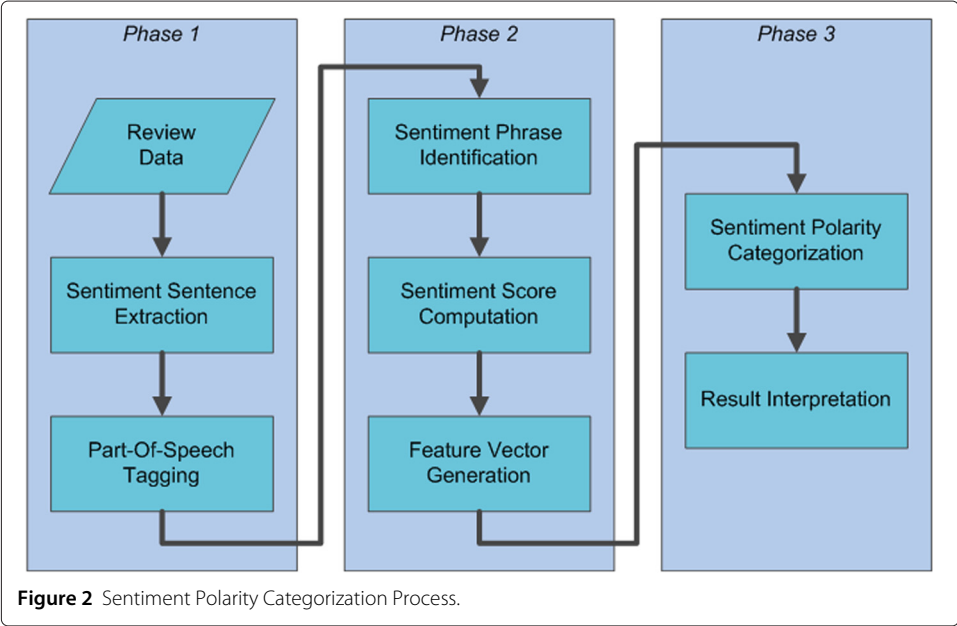 Phase 1
Review
Data
Sentiment Sentence
Extraction
Part-Of-Speech
Tagging
Phase 2
Sentiment Phrase
Identification
Sentiment Score
Computation
Feature Vector
Generation
Phase 3
Sentiment Polarity
Categorization
Result Interpretation
Figure 2 Sentiment Polarity Categorization Process.